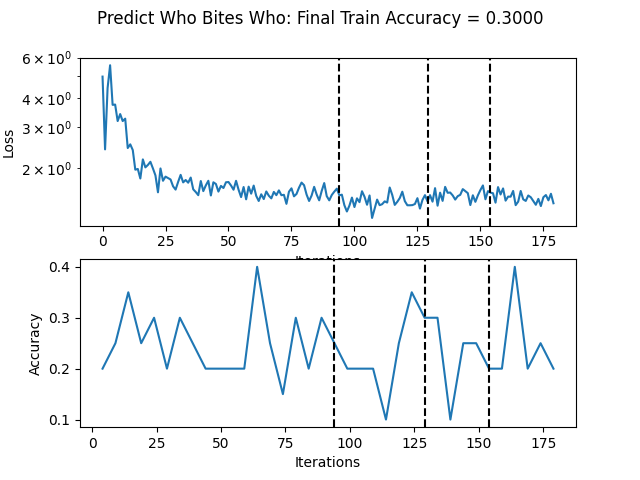 Predict Who Bites Who: Final Train Accuracy = 0.3000
6 × 10⁰
4 × 10⁰
3 × 10⁰
2 × 10⁰
Loss
0 25 50 75 100 125 150 175
Iterations
0.4
0.3
0.2
0.1
Accuracy
0 25 50 75 100 125 150 175
Iterations